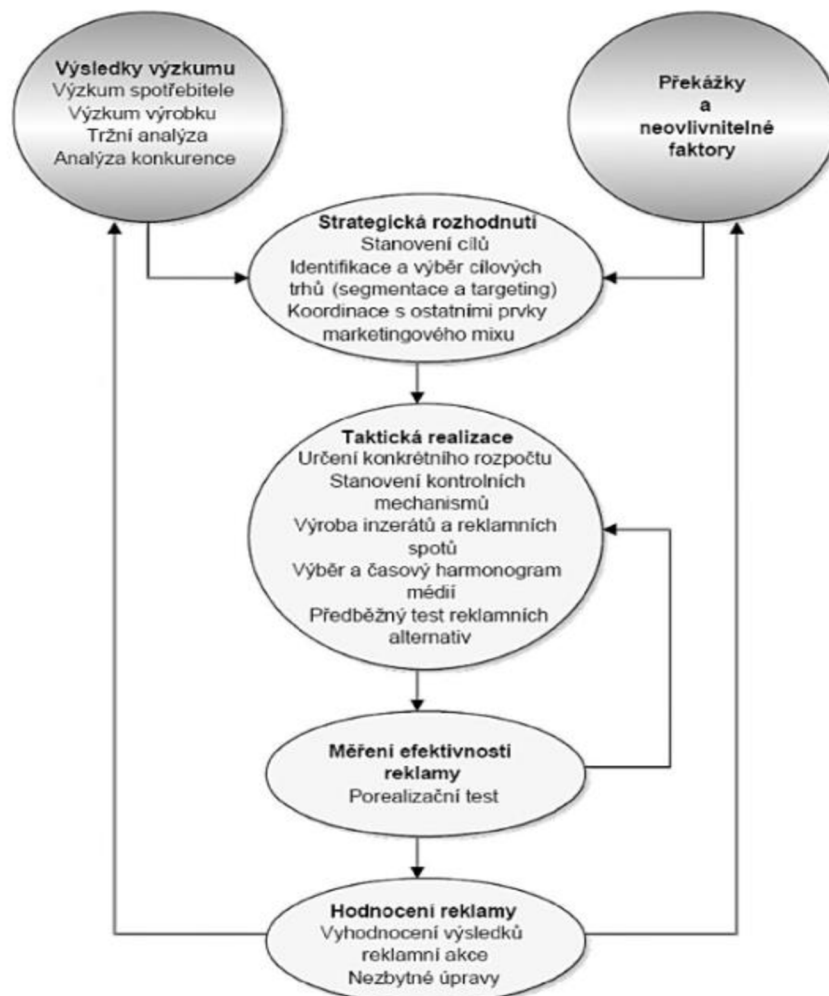 Výsledky výzkumu
Výzkum spotřebitele
Výzkum výrobku
Tržní analýza
Analýza konkurence
Překážky
a
neovlivnitelné
faktory
Strategická rozhodnutí
Stanovení cílů
Identifikace a výběr cílových
trhů (segmentace a targeting)
Koordinace s ostatními prvky
marketingového mixu
Taktická realizace
Určení konkrétního rozpočtu
Stanovení kontrolních
mechanismů
Výroba inzerátů a reklamních
spotů
Výběr a časový harmonogram
médií
Předběžný test reklamních
alternativ
Měření efektivnosti
reklamy
Porealizační test
Hodnocení reklamy
Vyhodnocení výsledků
reklamní akce
Nezbytné úpravy